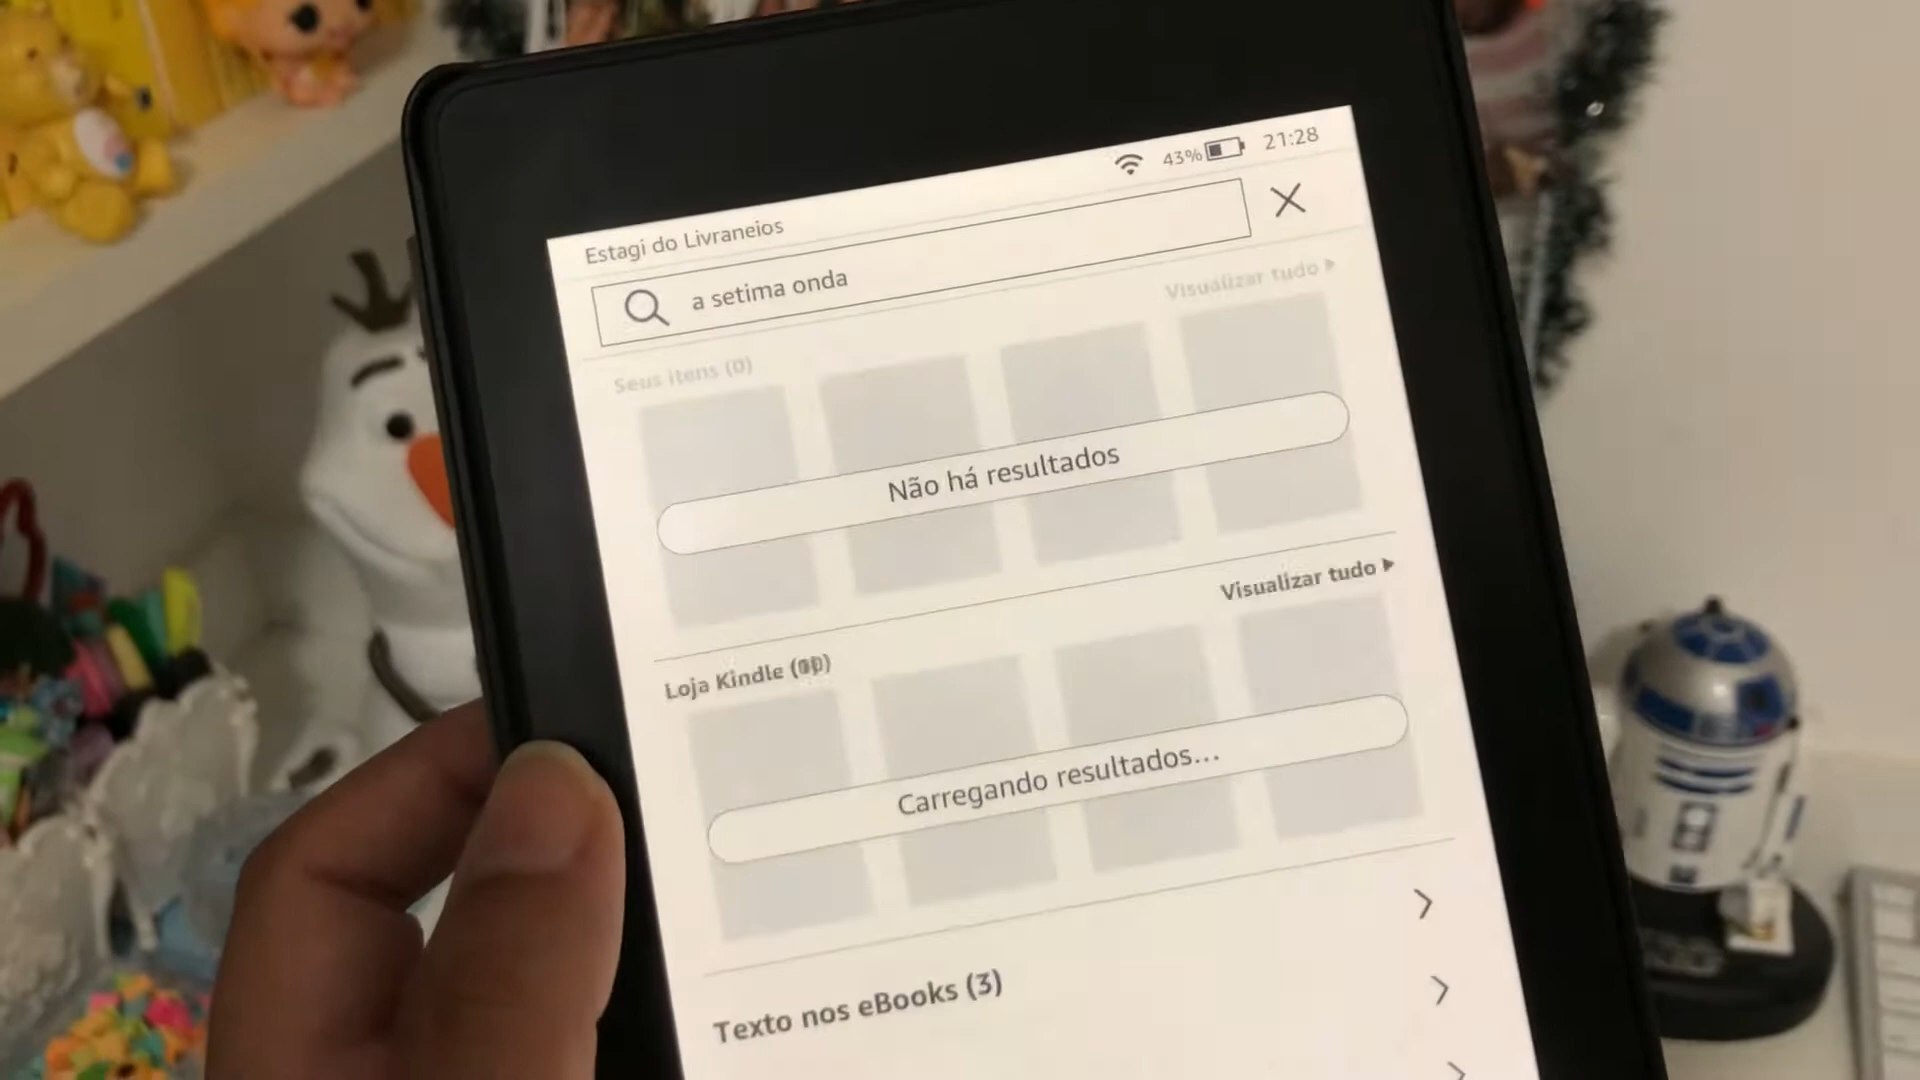 43% 21:28
Estagi do Livraneios
a setima onda
Visualizar tudo
Seus itens (0)
Não há resultados
Visualizar tudo
Loja Kindle
Carregando resultados...
Texto nos eBooks (3)